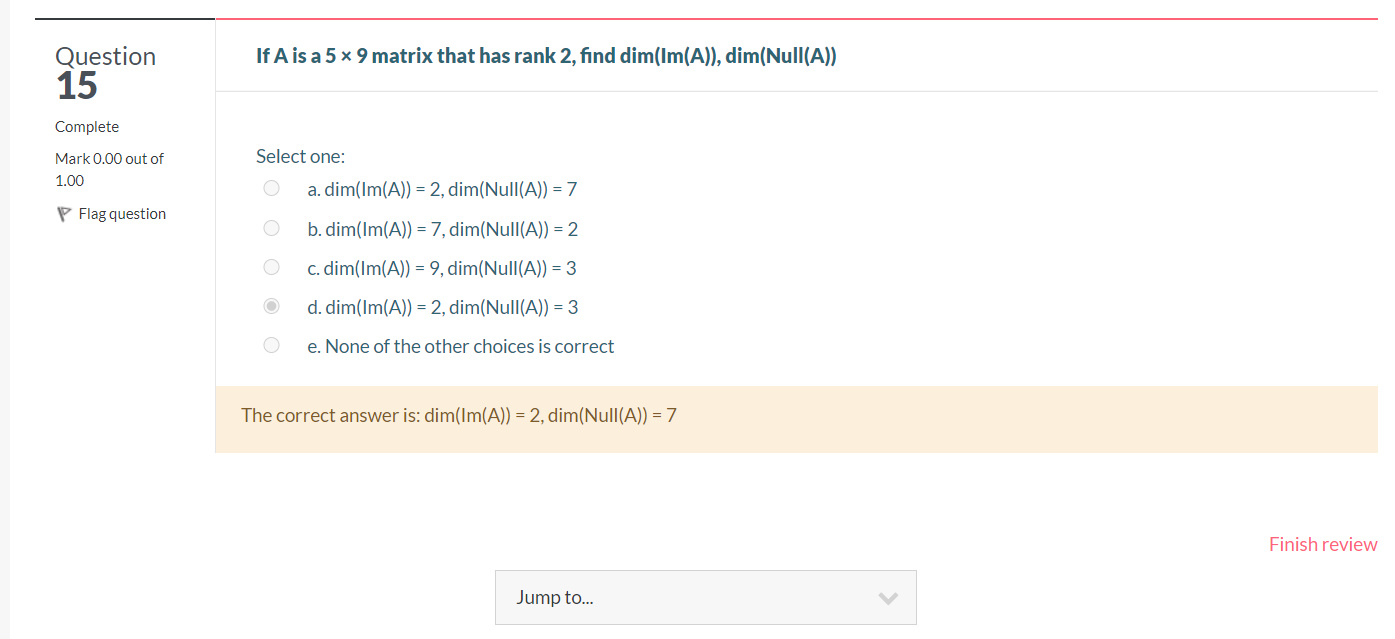 Question
15
Complete
Mark 0.00 out of
1.00
Flag question
If A is a 5 × 9 matrix that has rank 2, find dim(Im(A)), dim(Null(A))
Select one:
a. dim(Im(A)) = 2, dim(Null(A)) = 7
b. dim(Im(A)) = 7, dim(Null(A)) = 2
c. dim(Im(A)) = 9, dim(Null(A)) = 3
d. dim(Im(A)) = 2, dim(Null(A)) = 3
e. None of the other choices is correct
The correct answer is: dim(Im(A)) = 2, dim(Null(A)) = 7
Finish review
Jump to...